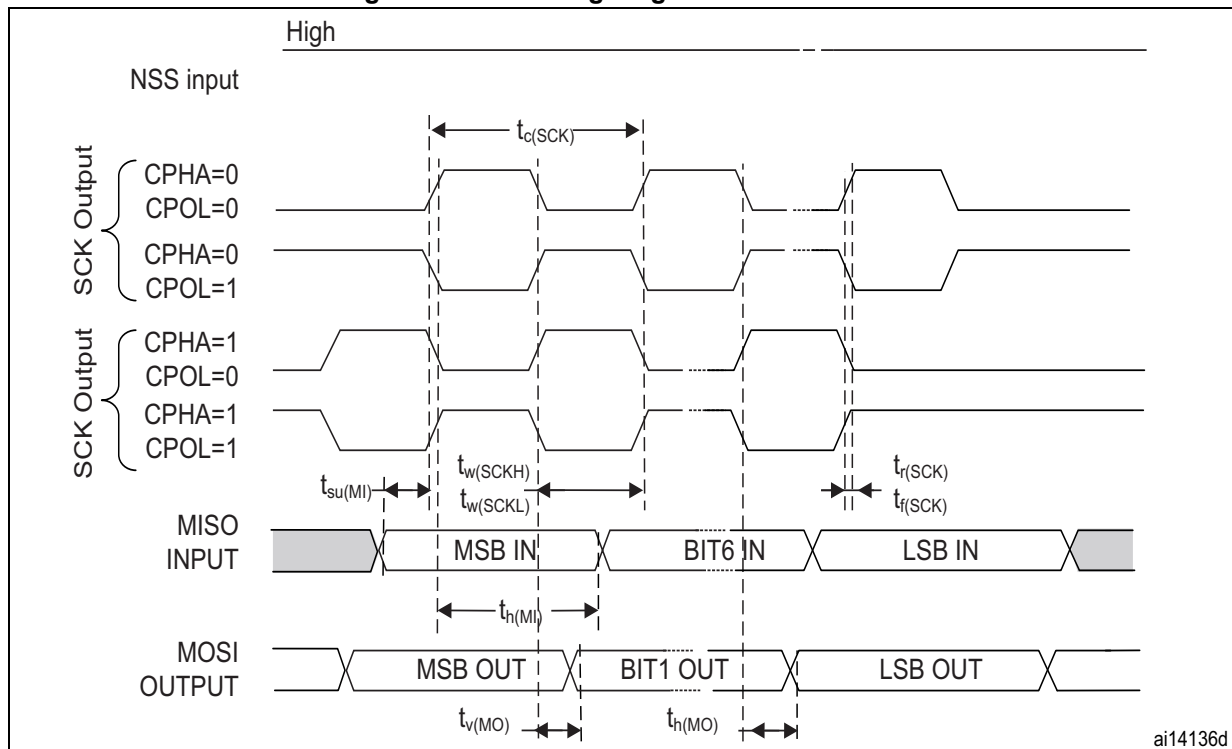 High
NSS input
tc(SCK)
SCK Output
CPHA=0
CPOL=0
CPHA=0
CPOL=1
SCK Output
CPHA=1
CPOL=0
CPHA=1
CPOL=1
tw(SCKH)
tw(SCKL)
tr(SCK)
tf(SCK)
tsu(MI)
MISO
INPUT
MSB IN
BIT6 IN
LSB IN
th(MI)
MOSI
OUTPUT
MSB OUT
BIT1 OUT
LSB OUT
tv(MO)
th(MO)
ai14136d